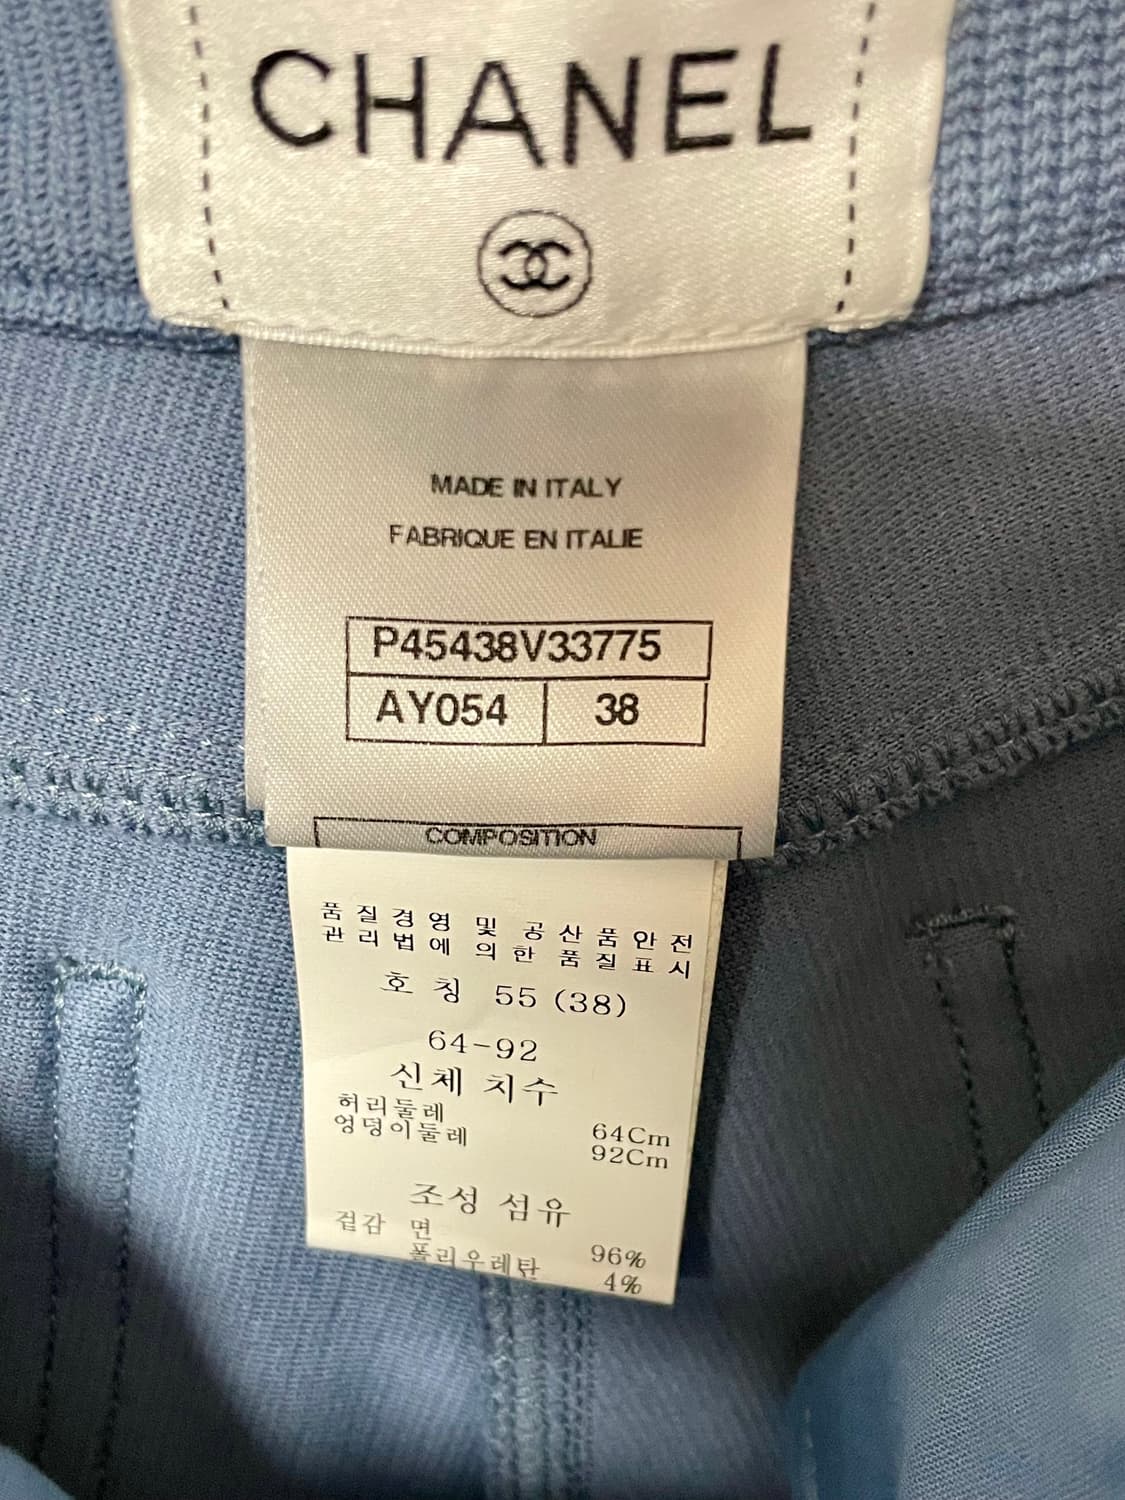 CHANEL
MADE IN ITALY
FABRIQUE EN ITALIE
P45438V33775
AY054 38
COMPOSITION
품질경영 및 공산품안전
관리법에 의한 품질표시
호칭 55 (38)
64-92
신체 치수
허리둘레 64Cm
엉덩이둘레 92Cm
조성 섬유
겉감 면 96%
폴리우레탄 4%